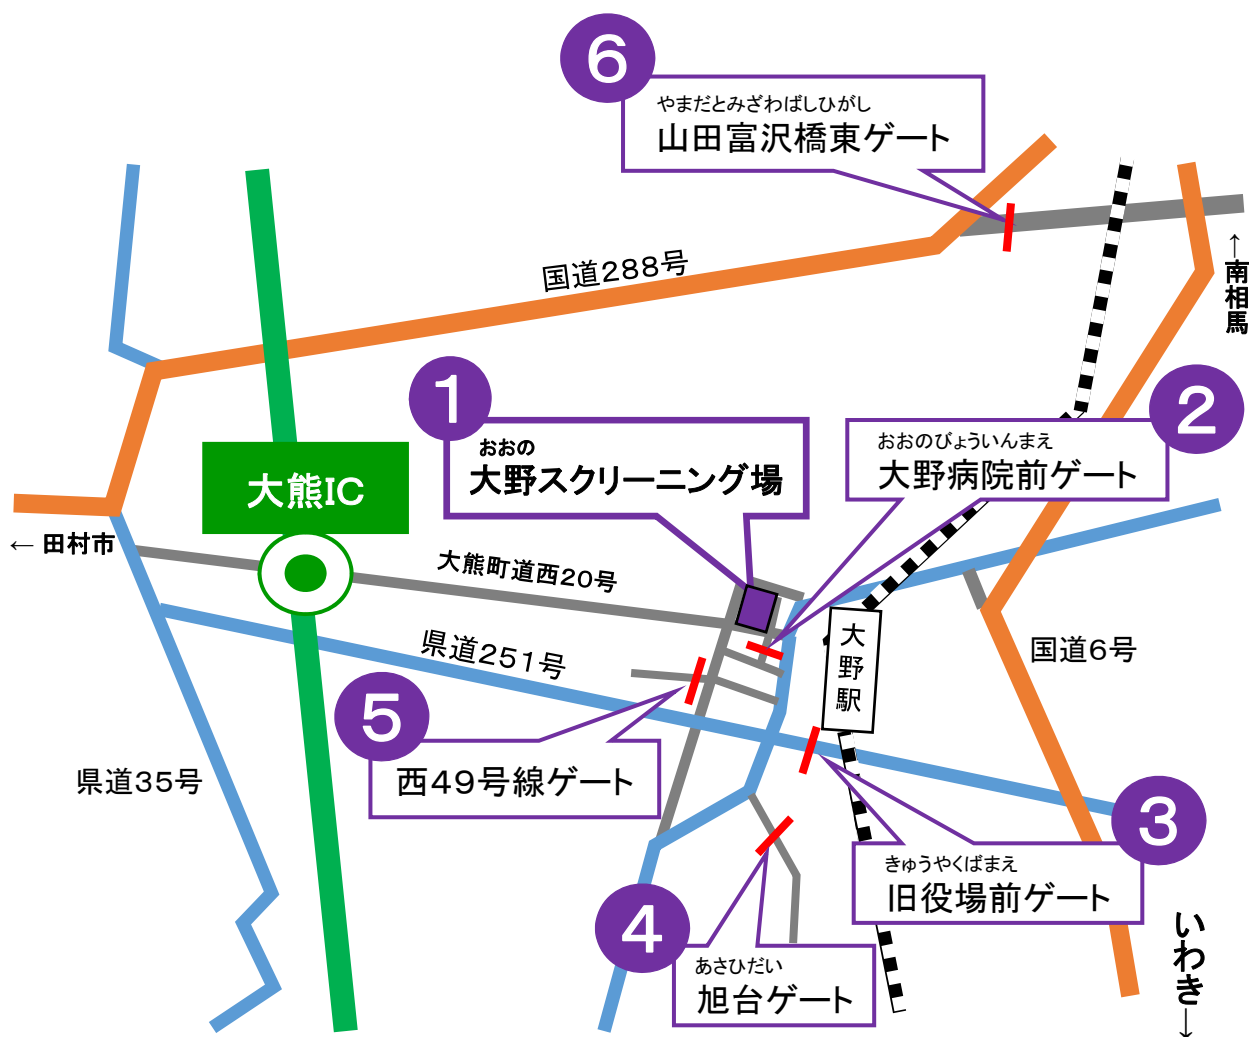 6
やまだとみざわばしひがし
山田富沢橋東ゲート
国道288号
↑
南相馬
1
おおの
大野スクリーニング場
2
おおのびょういんまえ
大野病院前ゲート
大熊IC
← 田村市
大熊町道西20号
県道251号
大野駅
国道6号
5
西49号線ゲート
県道35号
3
きゅうやくばまえ
旧役場前ゲート
4
あさひだい
旭台ゲート
いわき
↓